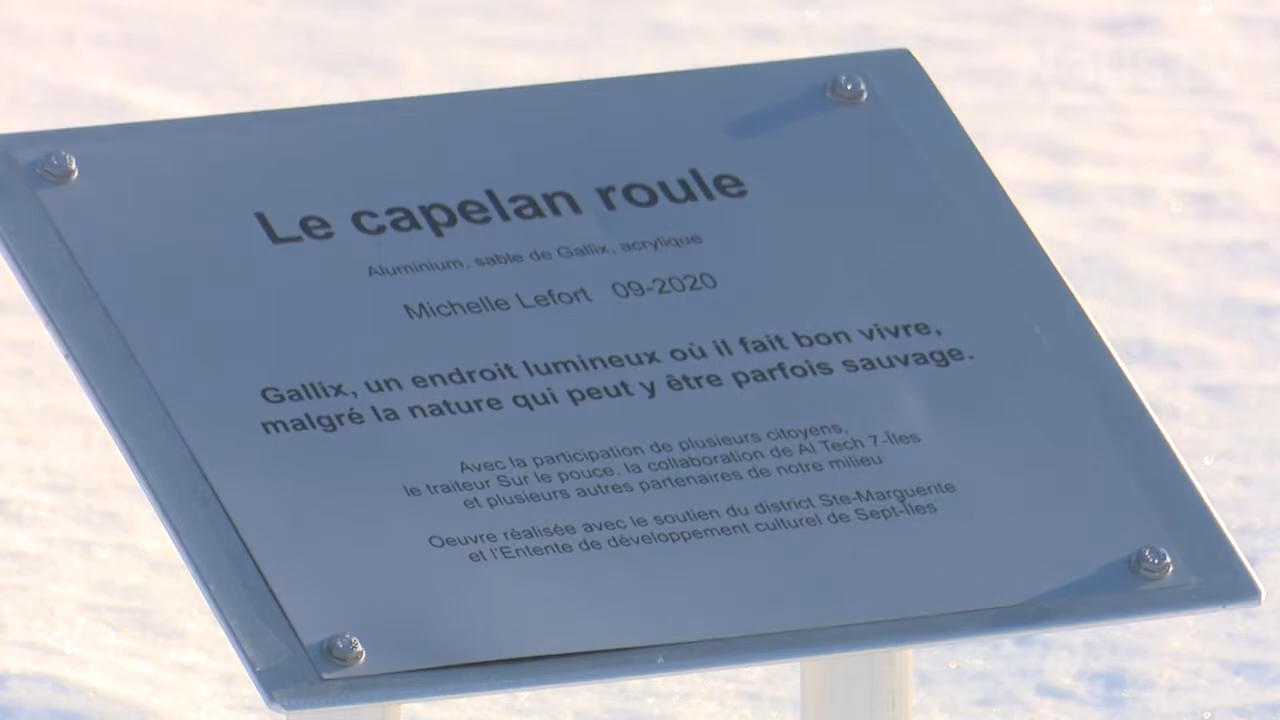 Le capelan roule
Aluminium, sable de Gallix, acrylique
Michelle Lefort 09-2020
Gallix, un endroit lumineux où il fait bon vivre,
malgré la nature qui peut y être parfois sauvage.
Avec la participation de plusieurs citoyens,
le traiteur Sur le pouce, la collaboration de Al Tech 7-Îles
et plusieurs autres partenaires de notre milieu
Oeuvre réalisée avec le soutien du district Ste-Marguerite
et l'Entente de développement culturel de Sept-Îles